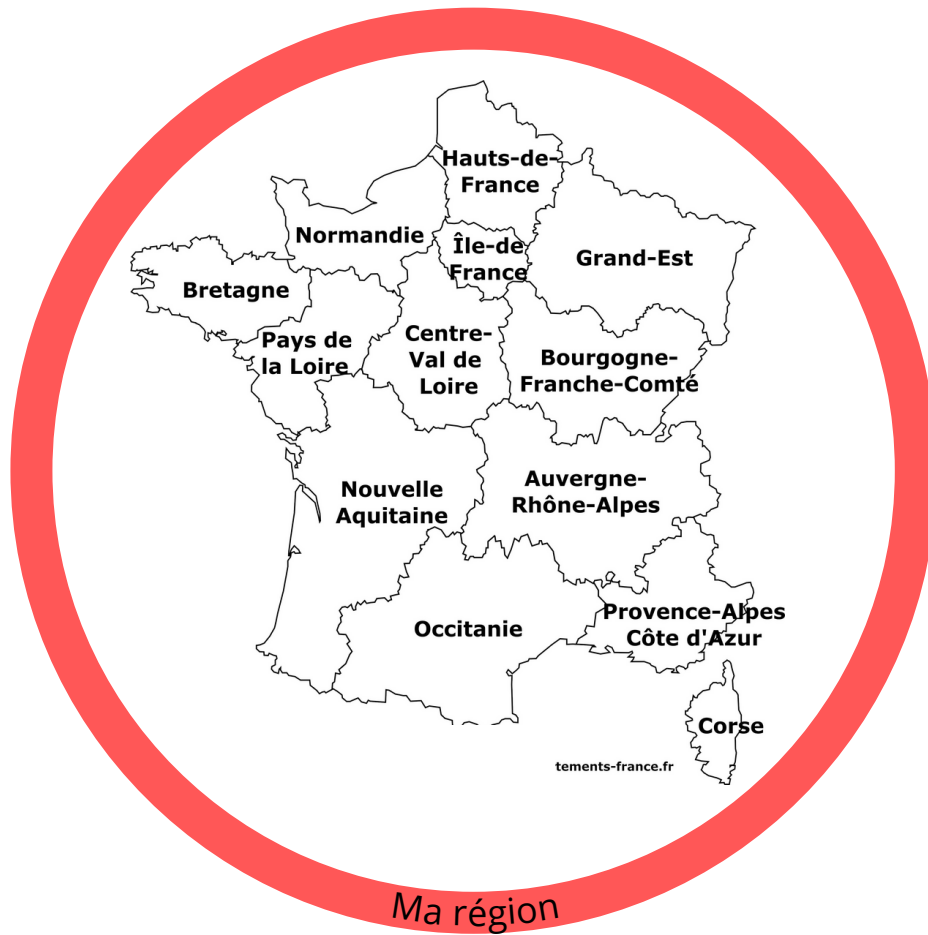 Hauts-de-
France
Normandie
Île-de
France
Grand-Est
Bretagne
Pays de
la Loire
Centre-
Val de
Loire
Bourgogne-
Franche-Comté
Nouvelle
Aquitaine
Auvergne-
Rhône-Alpes
Occitanie
Provence-Alpes
Côte d'Azur
Corse
tements-france.fr
Ma région